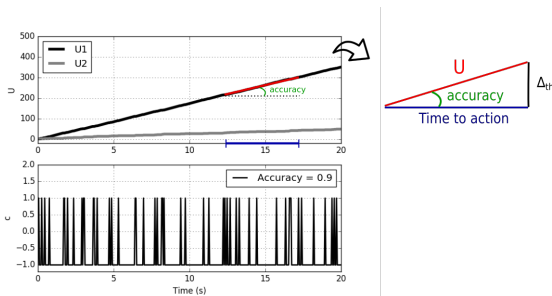 500
400
300
200
100
0
U
U1
U2
accuracy
0
5
10
15
20
2.0
1.5
1.0
0.5
0.0
−0.5
−1.0
c
Accuracy = 0.9
0
5
10
15
20
Time (s)
U
accuracy
Δth
Time to action